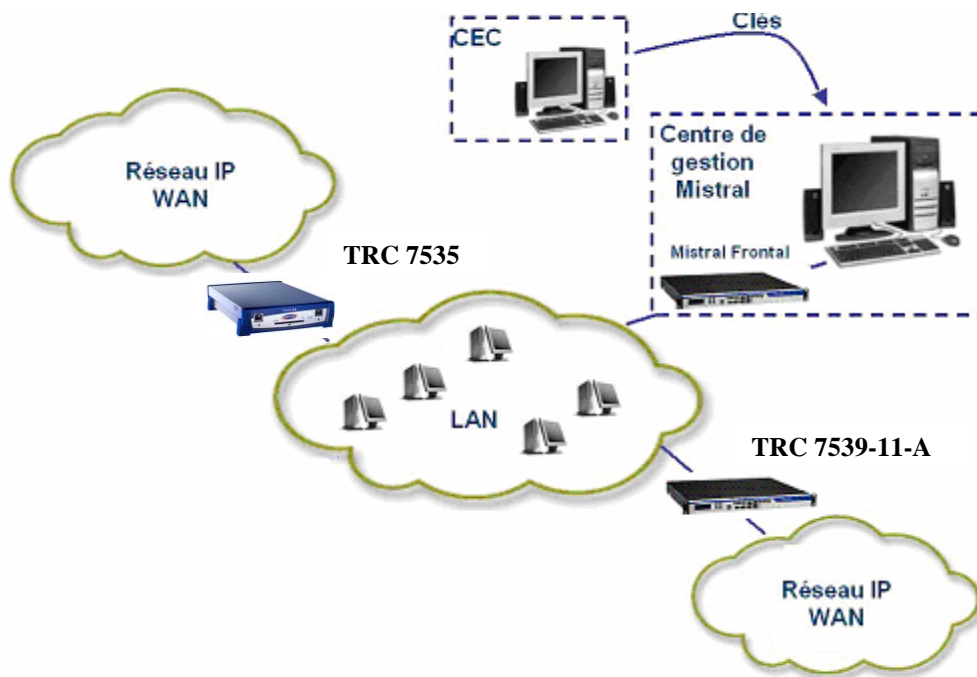 Clés
CEC
Centre de
gestion
Mistral
Réseau IP
WAN
TRC 7535
Mistral Frontal
LAN
TRC 7539-11-A
Réseau IP
WAN